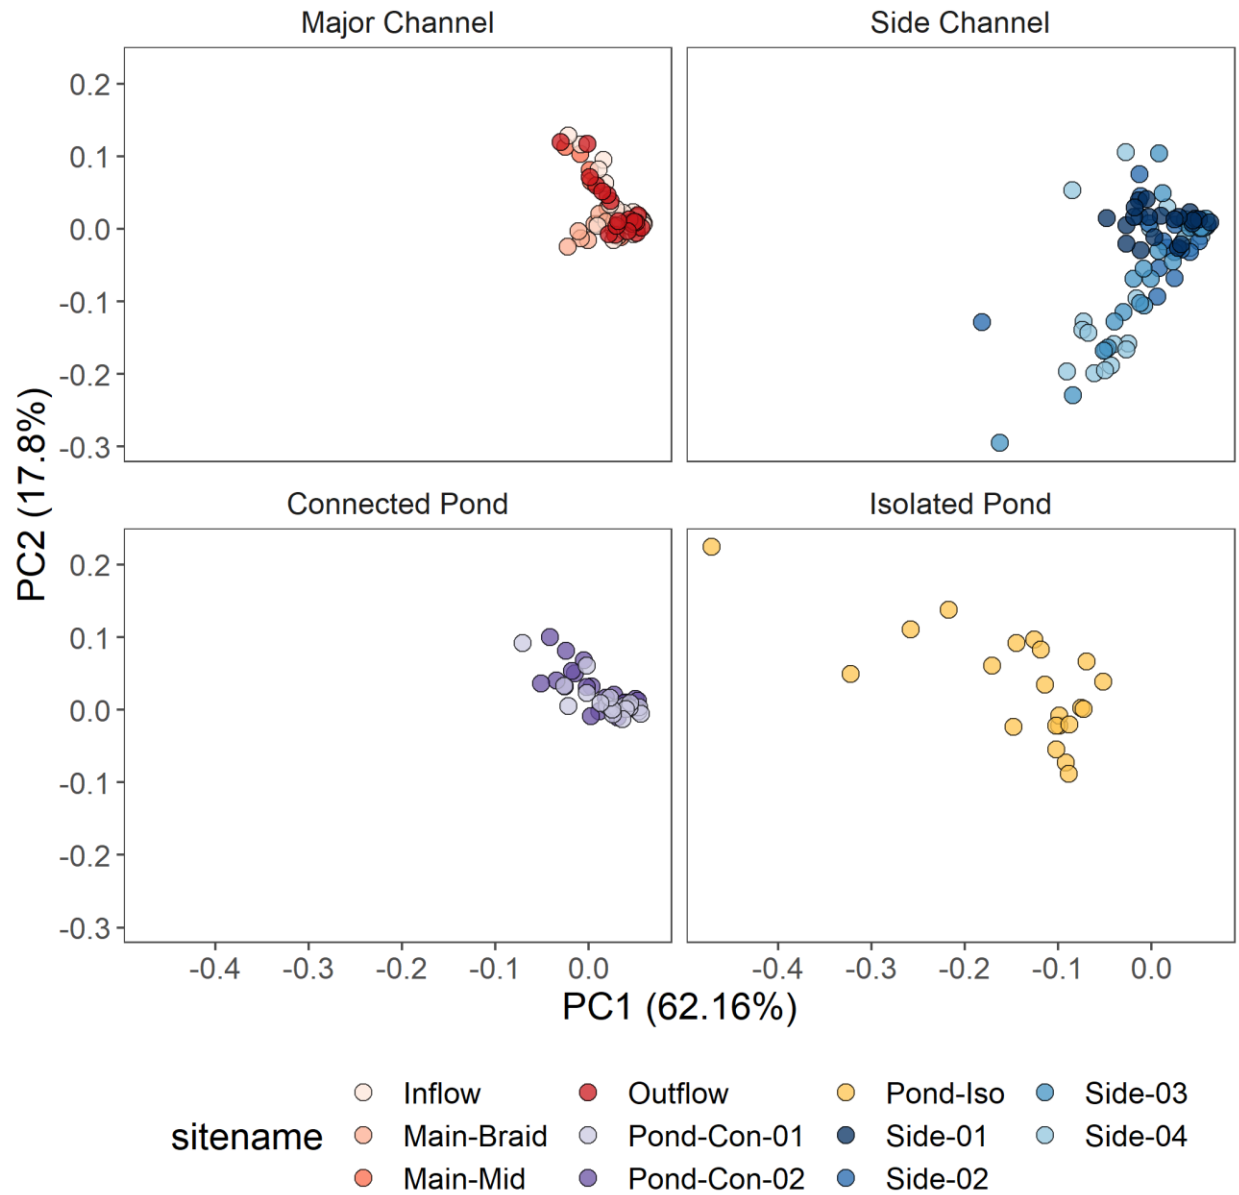 Major Channel Side Channel
0.2
0.1
0.0
-0.1
-0.2
-0.3
Connected Pond Isolated Pond
0.2
0.1
0.0
-0.1
-0.2
-0.3
PC2 (17.8%)
-0.4 -0.3 -0.2 -0.1 0.0 -0.4 -0.3 -0.2 -0.1 0.0
PC1 (62.16%)
sitename
Inflow Outflow Pond-Iso Side-03
Main-Braid Pond-Con-01 Side-01 Side-04
Main-Mid Pond-Con-02 Side-02